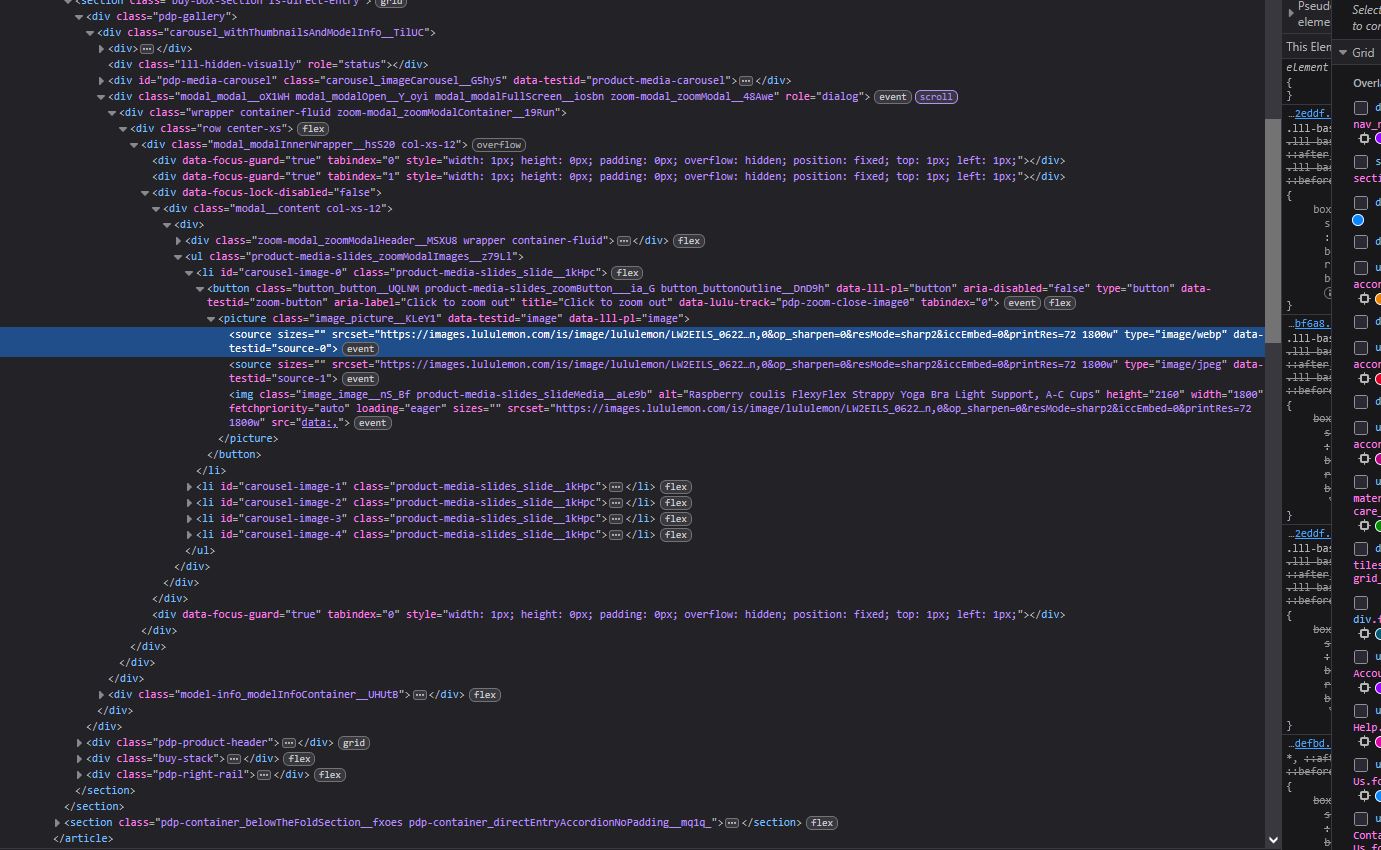 <section class="buy-box-section is-direct-entry"> grid
<div class="pdp-gallery">
<div class="carousel_withThumbnailsAndModelInfo__TilUC">
<div> … </div>
<div class="lll-hidden-visually" role="status"></div>
<div id="pdp-media-carousel" class="carousel_imageCarousel__G5hy5" data-testid="product-media-carousel"> … </div>
<div class="modal_modal__oX1WH modal_modalOpen__Y_oyi modal_modalFullScreen__iosbn zoom-modal_zoomModal__48Awe" role="dialog"> event scroll
<div class="wrapper container-fluid zoom-modal_zoomModalContainer__19Run">
<div class="row center-xs"> flex
<div class="modal_modalInnerWrapper__hsS20 col-xs-12"> overflow
<div data-focus-guard="true" tabindex="0" style="width: 1px; height: 0px; padding: 0px; overflow: hidden; position: fixed; top: 1px; left: 1px;"></div>
<div data-focus-guard="true" tabindex="1" style="width: 1px; height: 0px; padding: 0px; overflow: hidden; position: fixed; top: 1px; left: 1px;"></div>
<div data-focus-lock-disabled="false">
<div class="modal__content col-xs-12">
<div>
<div class="zoom-modal_zoomModalHeader__MSXU8 wrapper container-fluid"> … </div> flex
<ul class="product-media-slides_zoomModalImages__z79Ll">
<li id="carousel-image-0" class="product-media-slides_slide__1kHpc"> flex
<button class="button_button__UQLNM product-media-slides_zoomButton___ia_G button_buttonOutline__DnD9h" data-lll-pl="button" aria-disabled="false" type="button" data-
testid="zoom-button" aria-label="Click to zoom out" title="Click to zoom out" data-lulu-track="pdp-zoom-close-image0" tabindex="0"> event flex
<picture class="image_picture__KLeY1" data-testid="image" data-lll-pl="image">
<source sizes="" srcset="https://images.lululemon.com/is/image/lululemon/LW2EILS_0622…n,0&op_sharpen=0&resMode=sharp2&iccEmbed=0&printRes=72 1800w" type="image/webp" data-
testid="source-0"> event
<source sizes="" srcset="https://images.lululemon.com/is/image/lululemon/LW2EILS_0622…n,0&op_sharpen=0&resMode=sharp2&iccEmbed=0&printRes=72 1800w" type="image/jpeg" data-
testid="source-1"> event
<img class="image_image__nS_Bf product-media-slides_slideMedia__aLe9b" alt="Raspberry coulis FlexyFlex Strappy Yoga Bra Light Support, A-C Cups" height="2160" width="1800"
fetchpriority="auto" loading="eager" sizes="" srcset="https://images.lululemon.com/is/image/lululemon/LW2EILS_0622…n,0&op_sharpen=0&resMode=sharp2&iccEmbed=0&printRes=72
1800w" src="data:,"> event
</picture>
</button>
</li>
<li id="carousel-image-1" class="product-media-slides_slide__1kHpc"> … </li> flex
<li id="carousel-image-2" class="product-media-slides_slide__1kHpc"> … </li> flex
<li id="carousel-image-3" class="product-media-slides_slide__1kHpc"> … </li> flex
<li id="carousel-image-4" class="product-media-slides_slide__1kHpc"> … </li> flex
</ul>
</div>
</div>
</div>
<div data-focus-guard="true" tabindex="0" style="width: 1px; height: 0px; padding: 0px; overflow: hidden; position: fixed; top: 1px; left: 1px;"></div>
</div>
</div>
</div>
</div>
<div class="model-info_modelInfoContainer__UHUtB"> … </div> flex
</div>
</div>
<div class="pdp-product-header"> … </div> grid
<div class="buy-stack"> … </div> flex
<div class="pdp-right-rail"> … </div> flex
</section>
</section>
<section class="pdp-container_belowTheFoldSection__fxoes pdp-container_directEntryAccordionNoPadding__mq1q_"> … </section> flex
</article>
Pseud
eleme
This Elem
element
{
}
…2eddf.
.lll-bas
.lll-ba
::after
.lll-ba
::before
{
box
}
…bf6a8.
.lll-bas
{
box
}
…2eddf.
.lll-bas
{
box
}
…defbd.
*, ::af
::before
{
box
Select
to con
Grid
Overla
nav_n
secti
accor
accor
accor
mater
care_
tiles
grid_
div.f
Accou
Help.
Us.fo
Conta
Us.fo